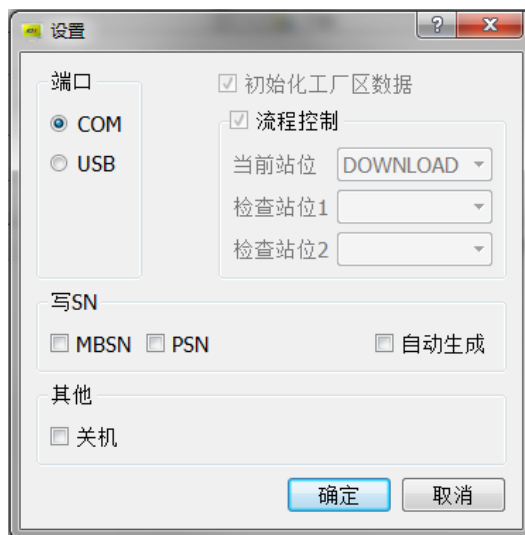 设置
端口
COM
USB
初始化工厂区数据
流程控制
当前站位 DOWNLOAD
检查站位1
检查站位2
写SN
MBSN PSN 自动生成
其他
关机
确定 取消